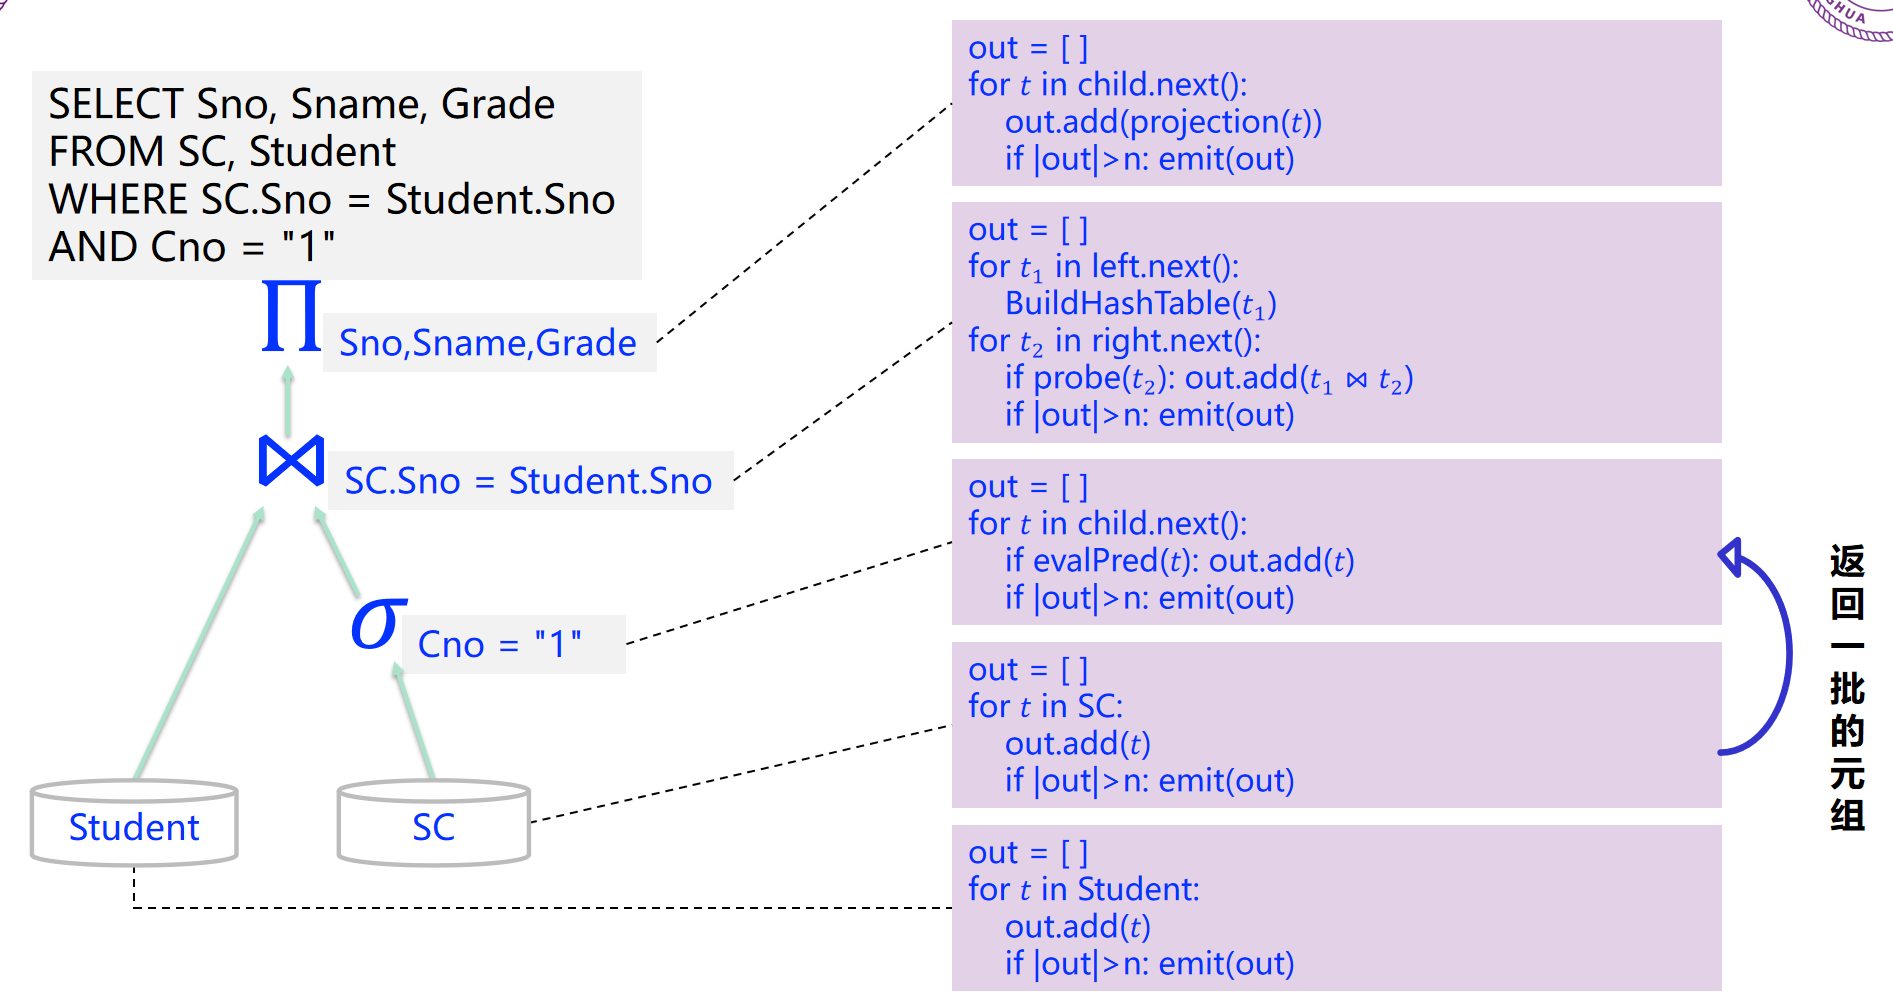 GHUA
SELECT Sno, Sname, Grade
FROM SC, Student
WHERE SC.Sno = Student.Sno
AND Cno = "1"
∏
Sno,Sname,Grade
⋈
SC.Sno = Student.Sno
σ
Cno = "1"
Student
SC
out = [ ]
for t in child.next():
out.add(projection(t))
if |out|>n: emit(out)
out = [ ]
for t₁ in left.next():
BuildHashTable(t₁)
for t₂ in right.next():
if probe(t₂): out.add(t₁ ⋈ t₂)
if |out|>n: emit(out)
out = [ ]
for t in child.next():
if evalPred(t): out.add(t)
if |out|>n: emit(out)
out = [ ]
for t in SC:
out.add(t)
if |out|>n: emit(out)
out = [ ]
for t in Student:
out.add(t)
if |out|>n: emit(out)
返回一批的元组